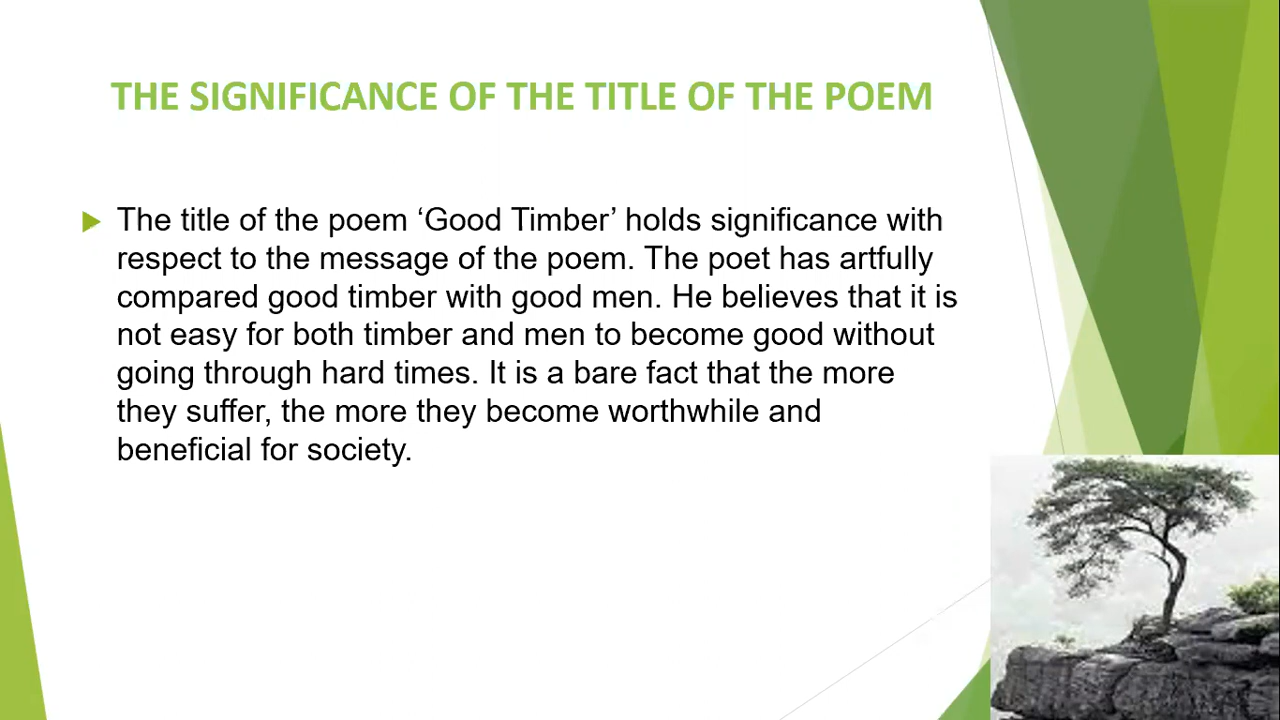 THE SIGNIFICANCE OF THE TITLE OF THE POEM
The title of the poem ‘Good Timber’ holds significance with
respect to the message of the poem. The poet has artfully
compared good timber with good men. He believes that it is
not easy for both timber and men to become good without
going through hard times. It is a bare fact that the more
they suffer, the more they become worthwhile and
beneficial for society.